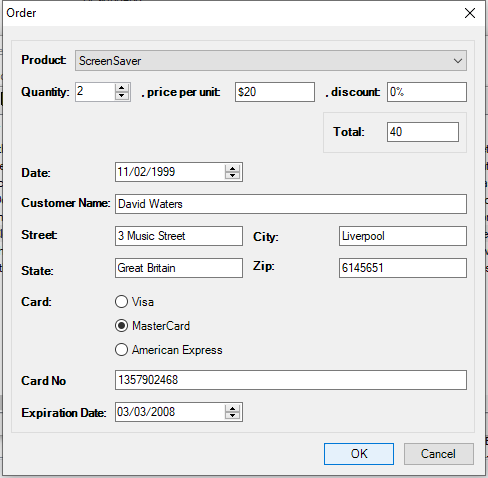 Order
Product: ScreenSaver
Quantity: 2 , price per unit: $20 , discount: 0%
Total: 40
Date: 11/02/1999
Customer Name: David Waters
Street: 3 Music Street City: Liverpool
State: Great Britain Zip: 6145651
Card: Visa
MasterCard
American Express
Card No 1357902468
Expiration Date: 03/03/2008
OK Cancel